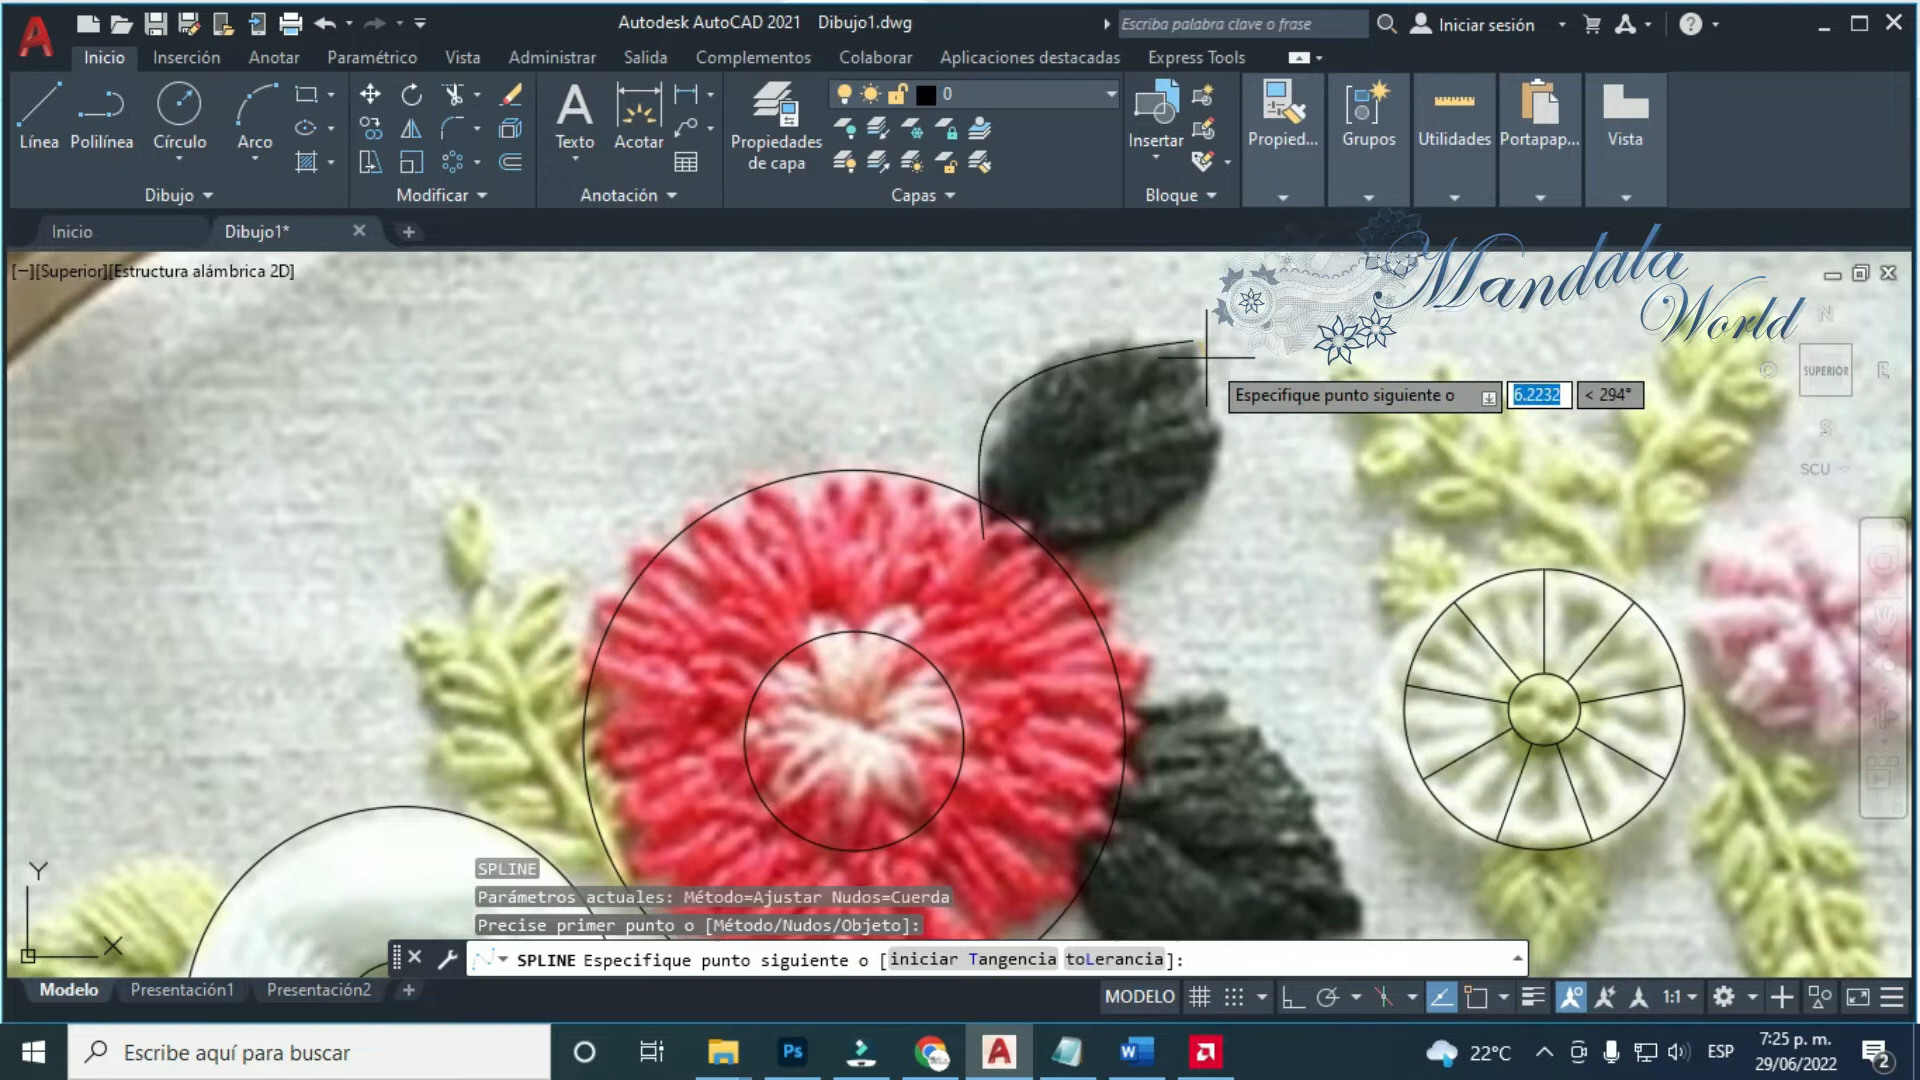 Autodesk AutoCAD 2021 Dibujo1.dwg
Escriba palabra clave o frase
Iniciar sesión
Inicio Inserción Anotar Paramétrico Vista Administrar Salida Complementos Colaborar Aplicaciones destacadas Express Tools
Línea Polilínea Círculo Arco
Texto Acotar
Propiedades de capa
0
Insertar
Propied... Grupos Utilidades Portapap... Vista
Dibujo Modificar Anotación Capas Bloque
Inicio Dibujo1*
[−][Superior][Estructura alámbrica 2D]
Mandala
World
N
O SUPERIOR E
S
SCU
Especifique punto siguiente o 6.2232 < 294°
Y
X
SPLINE
Parámetros actuales: Método=Ajustar Nudos=Cuerda
Precise primer punto o [Método/Nudos/Objeto]:
SPLINE Especifique punto siguiente o [iniciar Tangencia toLerancia]:
Modelo Presentación1 Presentación2
MODELO 1:1
Escribe aquí para buscar
Ps
22°C ESP
7:25 p. m.
29/06/2022
2